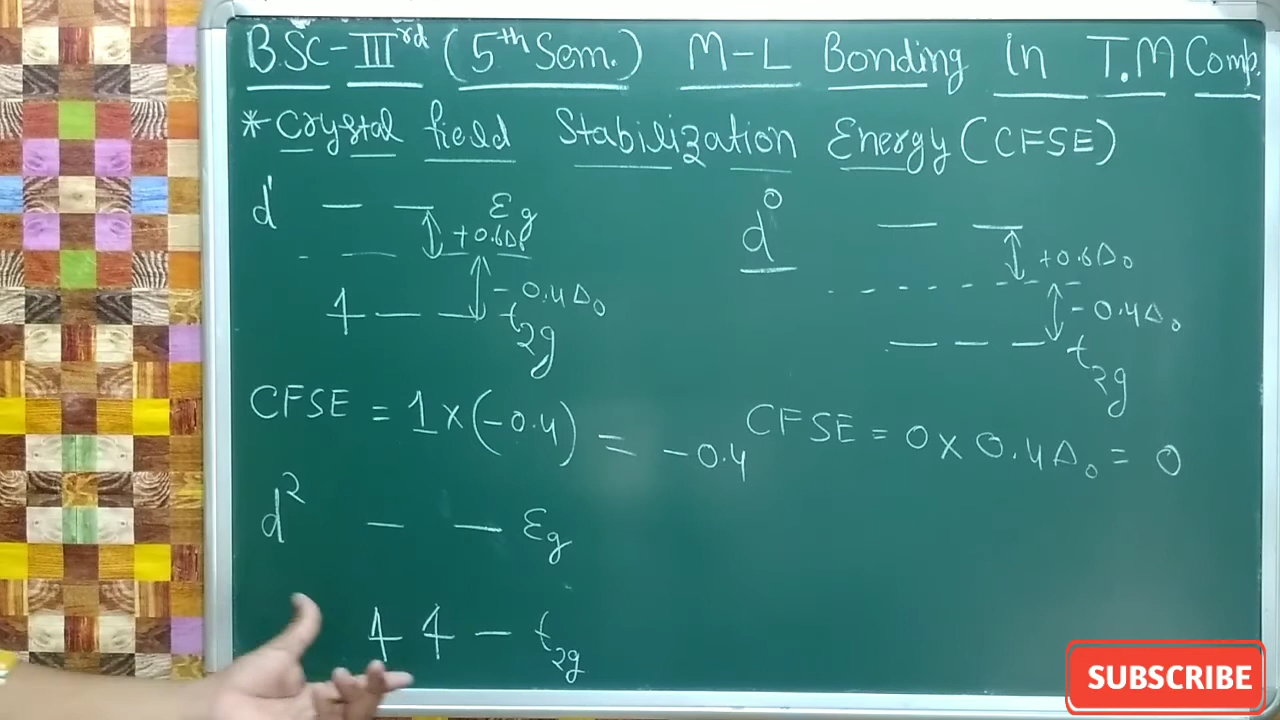 B.SC-IIIrd (5th Sem.) M-L Bonding in T.M Comp.
* Crystal field Stabilization Energy (CFSE)
d¹ — — Eg
+0.6Δ₀
-0.4Δ₀
t2g
d⁰
+0.6Δ₀
-0.4Δ₀
t2g
CFSE = 1×(-0.4) = -0.4
CFSE = 0 × 0.4Δ₀ = 0
d² — — Eg
t2g
SUBSCRIBE